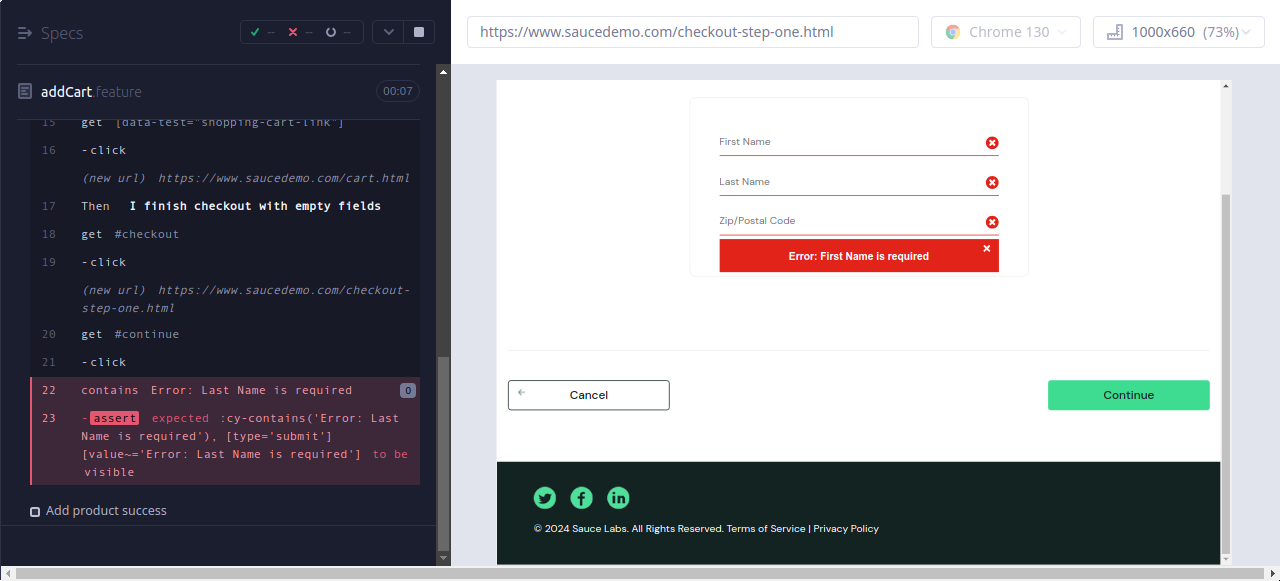 Specs
-- -- --
https://www.saucedemo.com/checkout-step-one.html
Chrome 130
1000x660 (73%)
addCart.feature
00:07
15 get [data-test="shopping-cart-link"]
16 -click
(new url) https://www.saucedemo.com/cart.html
17 Then I finish checkout with empty fields
18 get #checkout
19 -click
(new url) https://www.saucedemo.com/checkout-
step-one.html
20 get #continue
21 -click
22 contains Error: Last Name is required 0
23 -assert expected :cy-contains('Error: Last
Name is required'), [type='submit']
[value~='Error: Last Name is required'] to be
visible
Add product success
First Name
Last Name
Zip/Postal Code
Error: First Name is required
Cancel
Continue
© 2024 Sauce Labs. All Rights Reserved. Terms of Service | Privacy Policy